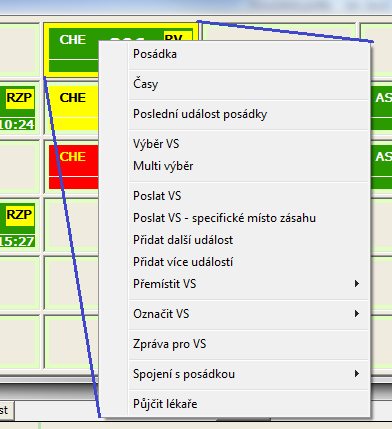 CHE RV
Posádka
Časy
RZP CHE AS
10:24
Poslední událost posádky
Výběr VS
CHE AS
Multi výběr
Poslat VS
RZP Poslat VS - specifické místo zásahu
15:27 Přidat další událost
Přidat více událostí
Přemístit VS
Označit VS
Zpráva pro VS
Spojení s posádkou
Půjčit lékaře
st